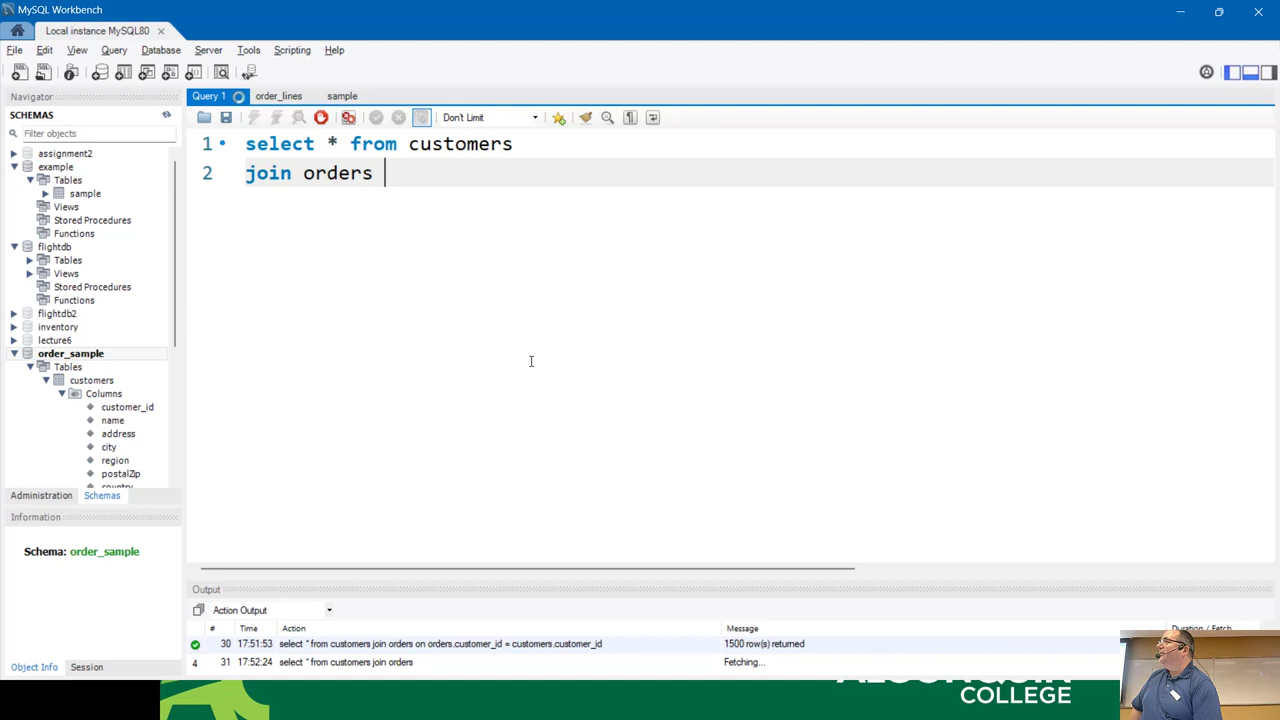 MySQL Workbench
Local instance MySQL80
File Edit View Query Database Server Tools Scripting Help
Navigator
SCHEMAS
Filter objects
assignment2
example
Tables
sample
Views
Stored Procedures
Functions
flightdb
Tables
Views
Stored Procedures
Functions
flightdb2
inventory
lecture6
order_sample
Tables
customers
Columns
customer_id
name
address
city
region
postalZip
country
Administration Schemas
Information
Schema: order_sample
Object Info Session
Query 1 order_lines sample
Don't Limit
1 select * from customers
2 join orders
Output
Action Output
# Time Action Message Duration / Fetch
30 17:51:53 select * from customers join orders on orders.customer_id = customers.customer_id 1500 row(s) returned
4 31 17:52:24 select * from customers join orders Fetching...
ALGONQUIN
COLLEGE